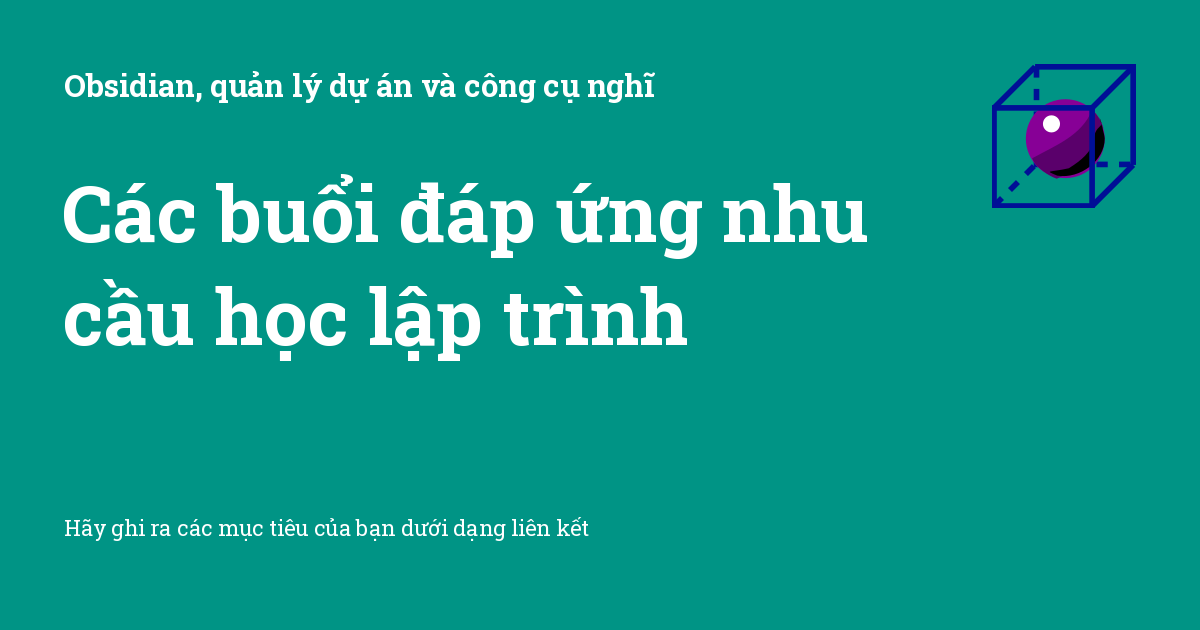 Obsidian, quản lý dự án và công cụ nghĩ
Các buổi đáp ứng nhu
cầu học lập trình
Hãy ghi ra các mục tiêu của bạn dưới dạng liên kết